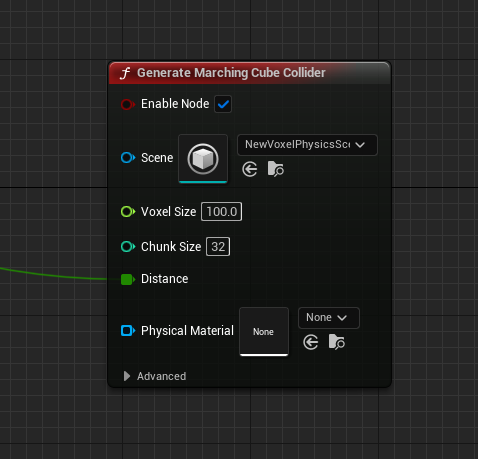 f Generate Marching Cube Collider
Enable Node
Scene NewVoxelPhysicsSc
Voxel Size 100.0
Chunk Size 32
Distance
Physical Material None None
Advanced